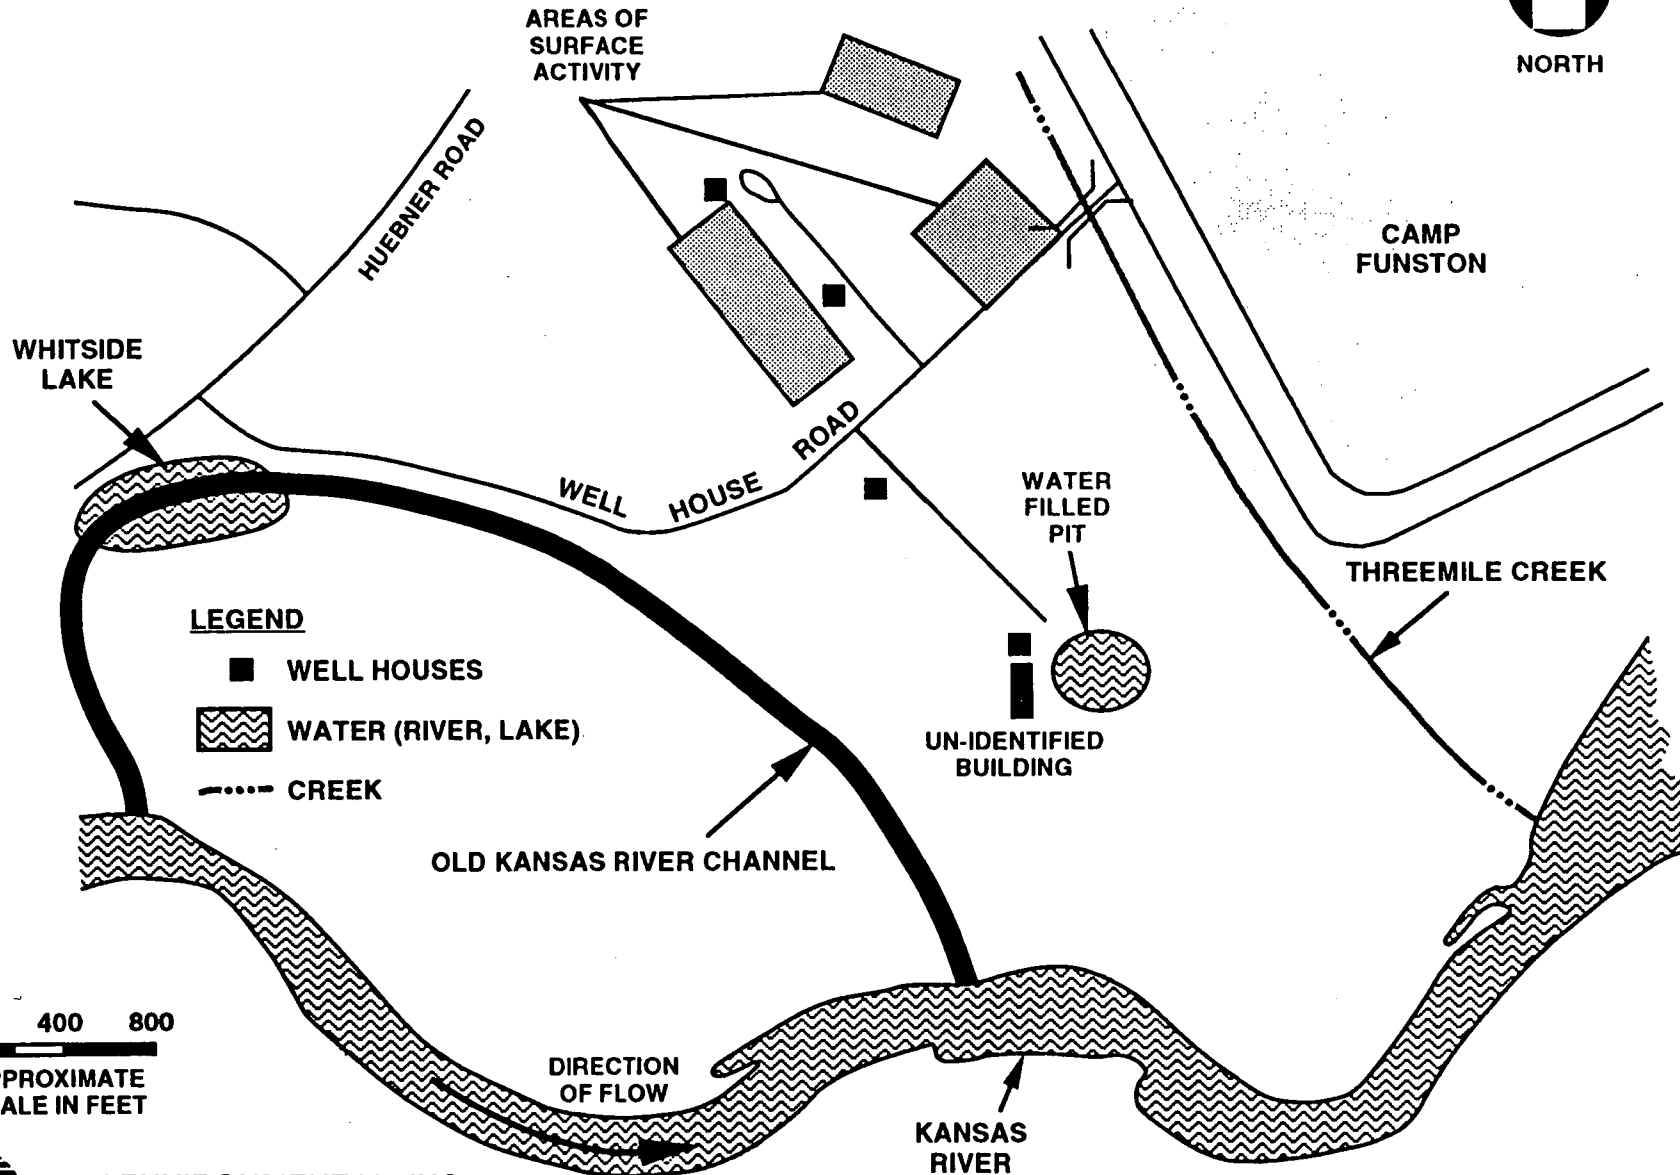 AREAS OF
SURFACE
ACTIVITY
NORTH
HUEBNER ROAD
CAMP
FUNSTON
WHITSIDE
LAKE
WELL HOUSE ROAD
WATER
FILLED
PIT
THREEMILE CREEK
LEGEND
WELL HOUSES
WATER (RIVER, LAKE)
CREEK
UN-IDENTIFIED
BUILDING
OLD KANSAS RIVER CHANNEL
400 800
PPROXIMATE
ALE IN FEET
DIRECTION
OF FLOW
KANSAS
RIVER